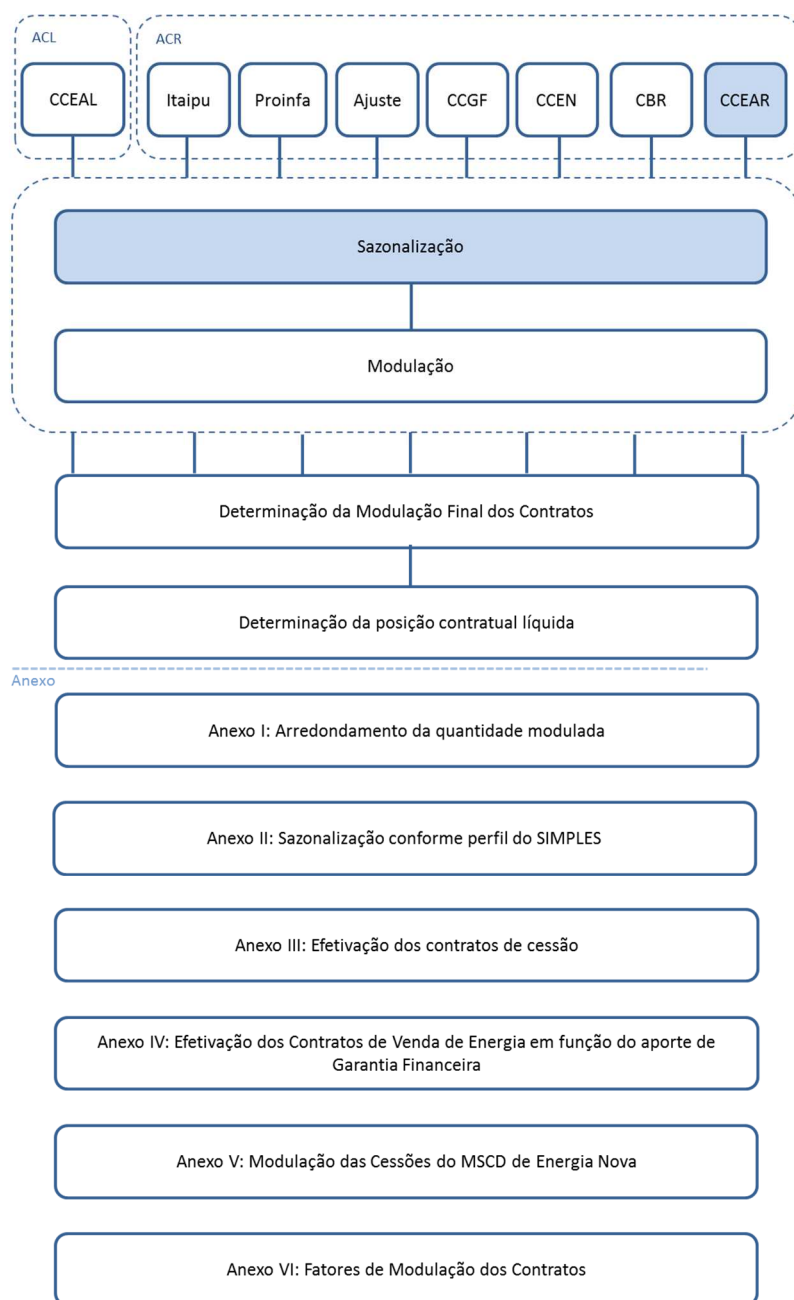 ACL
ACR
CCEAL
Itaipu
Proinfa
Ajuste
CCGF
CCEN
CBR
CCEAR
Sazonalização
Modulação
Determinação da Modulação Final dos Contratos
Determinação da posição contratual líquida
Anexo
Anexo I: Arredondamento da quantidade modulada
Anexo II: Sazonalização conforme perfil do SIMPLES
Anexo III: Efetivação dos contratos de cessão
Anexo IV: Efetivação dos Contratos de Venda de Energia em função do aporte de
Garantia Financeira
Anexo V: Modulação das Cessões do MSCD de Energia Nova
Anexo VI: Fatores de Modulação dos Contratos